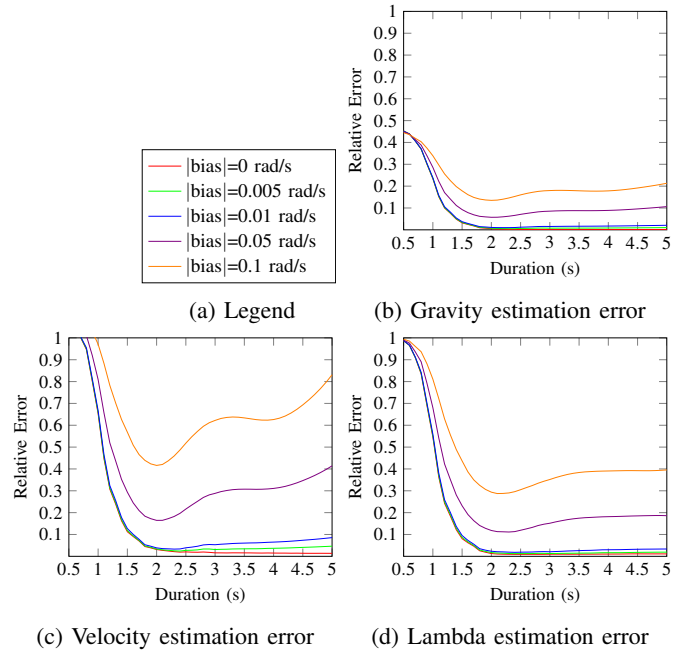 |bias|=0 rad/s
|bias|=0.005 rad/s
|bias|=0.01 rad/s
|bias|=0.05 rad/s
|bias|=0.1 rad/s
(a) Legend
Relative Error
1
0.9
0.8
0.7
0.6
0.5
0.4
0.3
0.2
0.1
0.5 1 1.5 2 2.5 3 3.5 4 4.5 5
Duration (s)
(b) Gravity estimation error
Relative Error
1
0.9
0.8
0.7
0.6
0.5
0.4
0.3
0.2
0.1
0.5 1 1.5 2 2.5 3 3.5 4 4.5 5
Duration (s)
(c) Velocity estimation error
Relative Error
1
0.9
0.8
0.7
0.6
0.5
0.4
0.3
0.2
0.1
0.5 1 1.5 2 2.5 3 3.5 4 4.5 5
Duration (s)
(d) Lambda estimation error